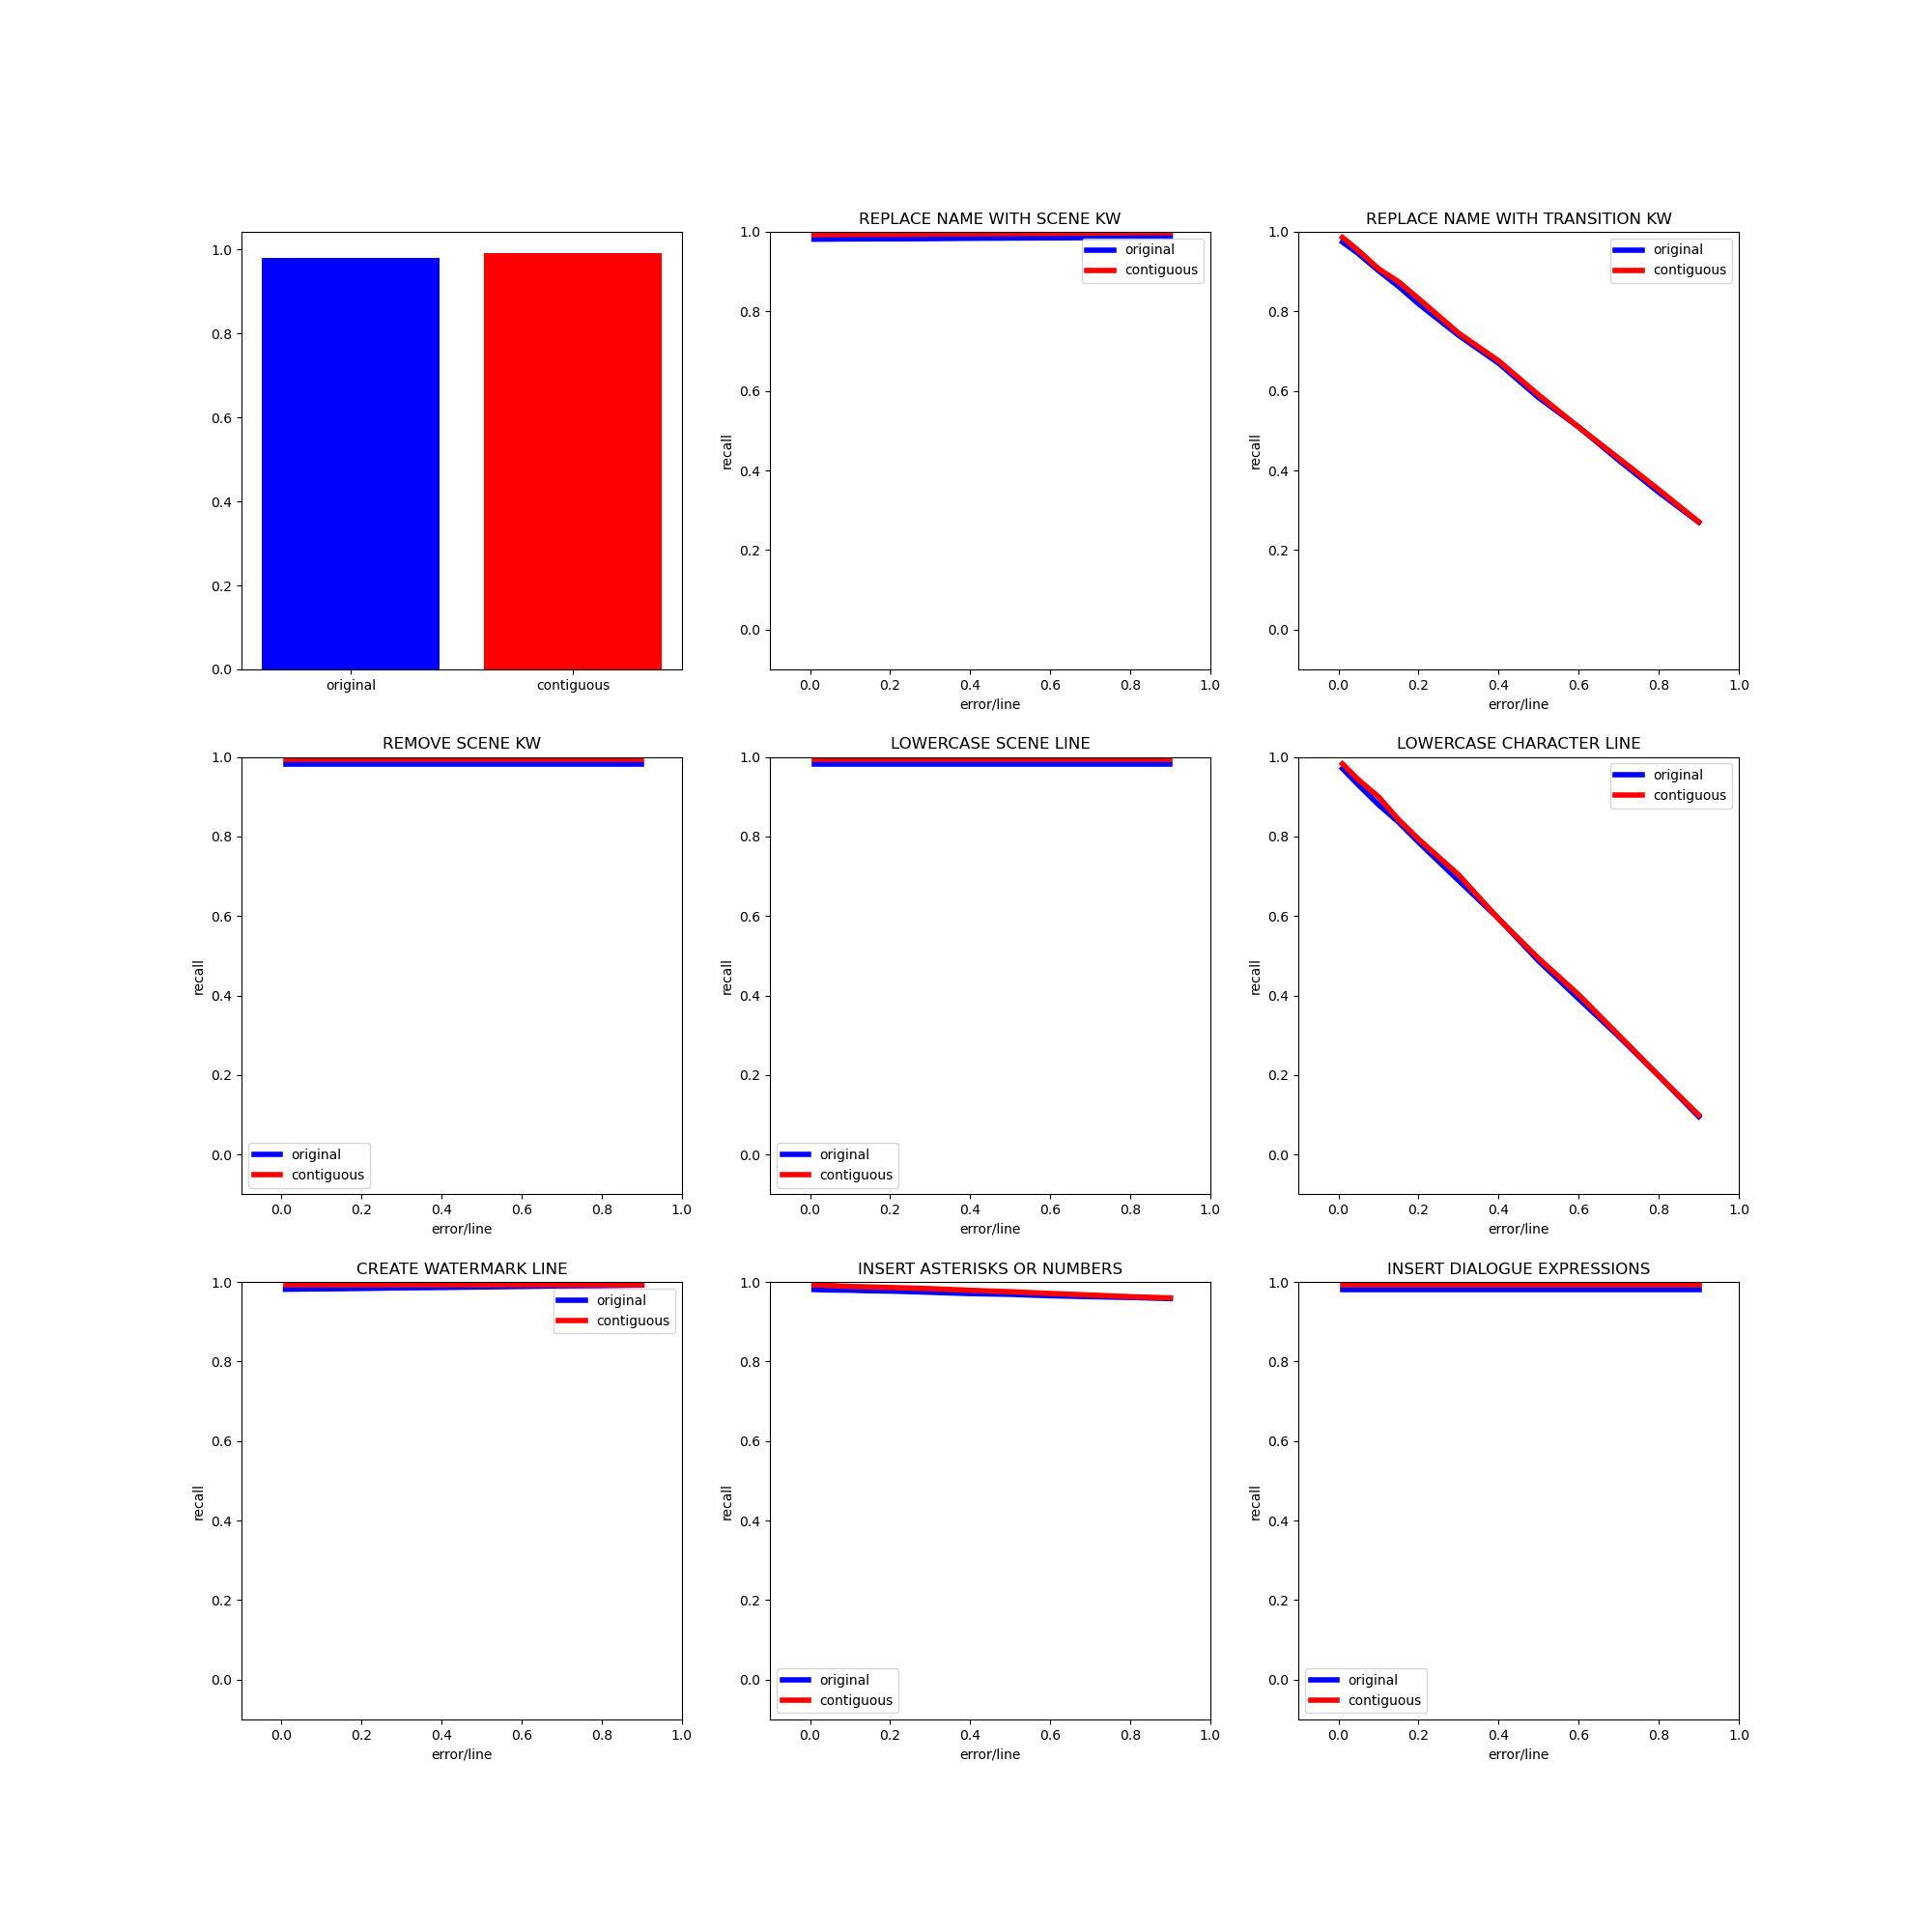 1.0
0.8
0.6
0.4
0.2
0.0
original contiguous
REPLACE NAME WITH SCENE KW
1.0
0.8
0.6
0.4
0.2
0.0
recall
original
contiguous
0.0 0.2 0.4 0.6 0.8 1.0
error/line
REPLACE NAME WITH TRANSITION KW
1.0
0.8
0.6
0.4
0.2
0.0
recall
original
contiguous
0.0 0.2 0.4 0.6 0.8 1.0
error/line
REMOVE SCENE KW
1.0
0.8
0.6
0.4
0.2
0.0
recall
original
contiguous
0.0 0.2 0.4 0.6 0.8 1.0
error/line
LOWERCASE SCENE LINE
1.0
0.8
0.6
0.4
0.2
0.0
recall
original
contiguous
0.0 0.2 0.4 0.6 0.8 1.0
error/line
LOWERCASE CHARACTER LINE
1.0
0.8
0.6
0.4
0.2
0.0
recall
original
contiguous
0.0 0.2 0.4 0.6 0.8 1.0
error/line
CREATE WATERMARK LINE
1.0
0.8
0.6
0.4
0.2
0.0
recall
original
contiguous
0.0 0.2 0.4 0.6 0.8 1.0
error/line
INSERT ASTERISKS OR NUMBERS
1.0
0.8
0.6
0.4
0.2
0.0
recall
original
contiguous
0.0 0.2 0.4 0.6 0.8 1.0
error/line
INSERT DIALOGUE EXPRESSIONS
1.0
0.8
0.6
0.4
0.2
0.0
recall
original
contiguous
0.0 0.2 0.4 0.6 0.8 1.0
error/line